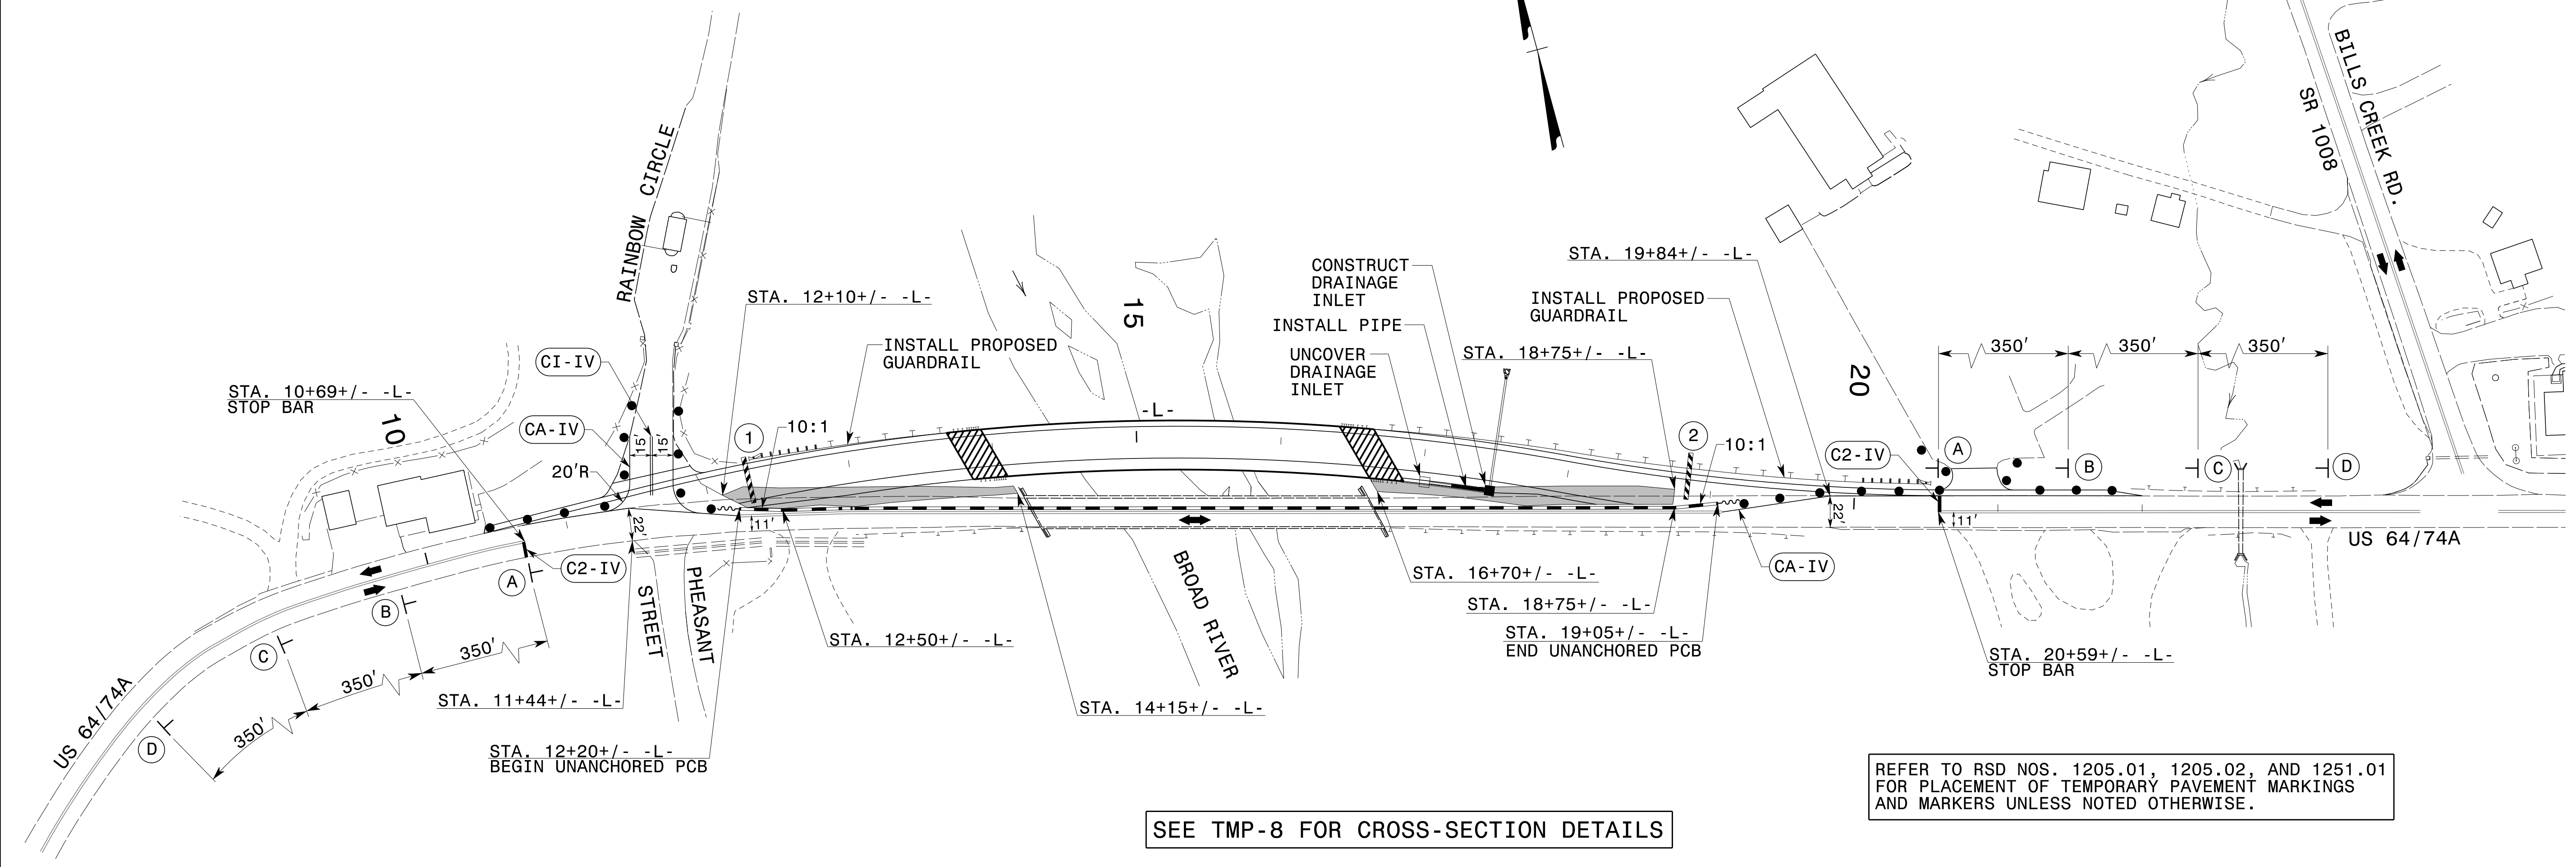 BILLS CREEK RD.
SR 1008
RAINBOW CIRCLE
STA. 19+84+/- -L-
CONSTRUCT
DRAINAGE
INLET
INSTALL PROPOSED
GUARDRAIL
STA. 12+10+/- -L-
15
INSTALL PIPE
INSTALL PROPOSED
GUARDRAIL
UNCOVER
DRAINAGE
INLET
STA. 18+75+/- -L-
350'
350'
350'
CI-IV
20
STA. 10+69+/- -L-
STOP BAR
10
CA-IV
15'
15'
-L-
1
10:1
2
10:1
C2-IV
A
B
C
D
20'R
22'
11'
22'
11'
US 64/74A
C2-IV
A
B
C
D
350'
350'
350'
US 64/74A
STREET
PHEASANT
BROAD RIVER
CA-IV
STA. 16+70+/- -L-
STA. 18+75+/- -L-
STA. 12+50+/- -L-
STA. 19+05+/- -L-
END UNANCHORED PCB
STA. 20+59+/- -L-
STOP BAR
STA. 11+44+/- -L-
STA. 14+15+/- -L-
STA. 12+20+/- -L-
BEGIN UNANCHORED PCB
REFER TO RSD NOS. 1205.01, 1205.02, AND 1251.01
FOR PLACEMENT OF TEMPORARY PAVEMENT MARKINGS
AND MARKERS UNLESS NOTED OTHERWISE.
SEE TMP-8 FOR CROSS-SECTION DETAILS